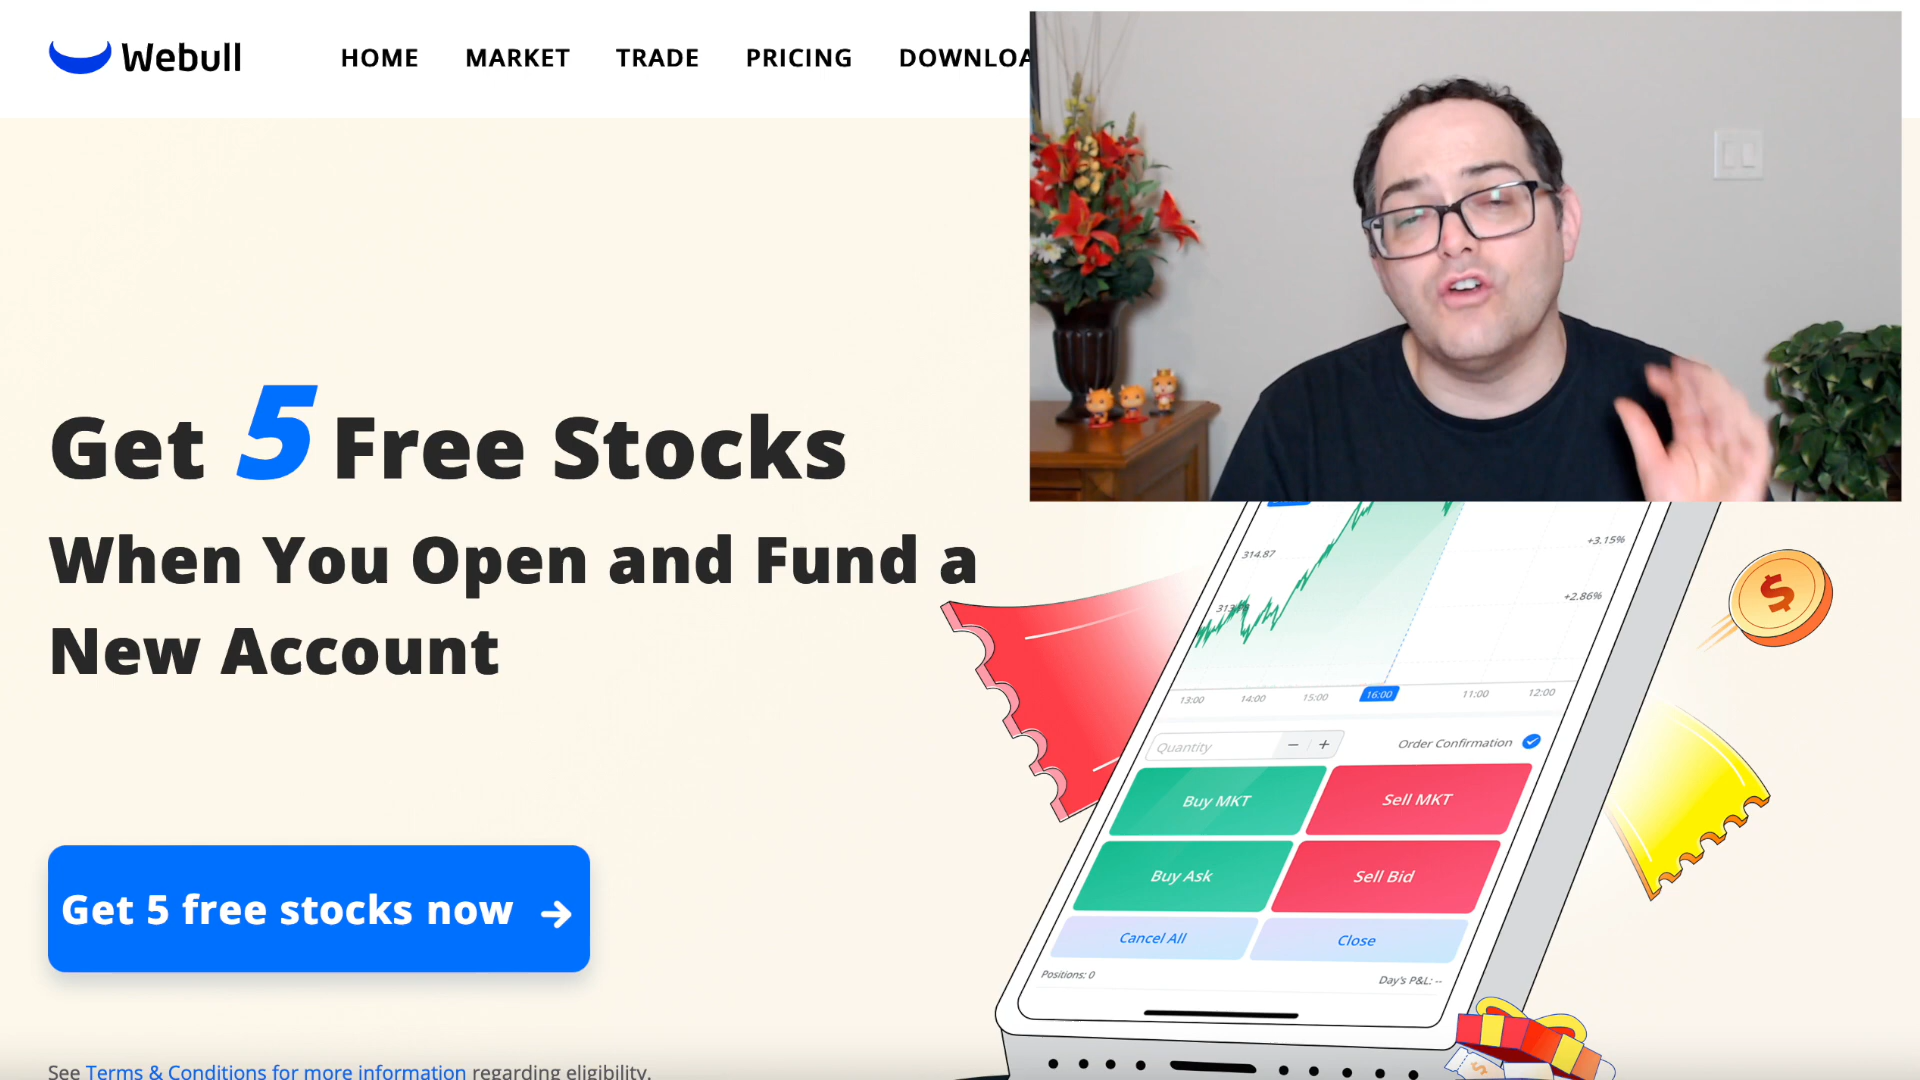 Webull
HOME
MARKET
TRADE
PRICING
DOWNLOA
Get 5 Free Stocks
When You Open and Fund a
New Account
Get 5 free stocks now
See Terms & Conditions for more information regarding eligibility.
314.87
+3.15%
+2.86%
13:00
14:00
15:00
16:00
11:00
12:00
Quantity
− +
Order Confirmation
Buy MKT
Sell MKT
Buy Ask
Sell Bid
Cancel All
Close
Positions: 0
Day's P&L: --
$
$